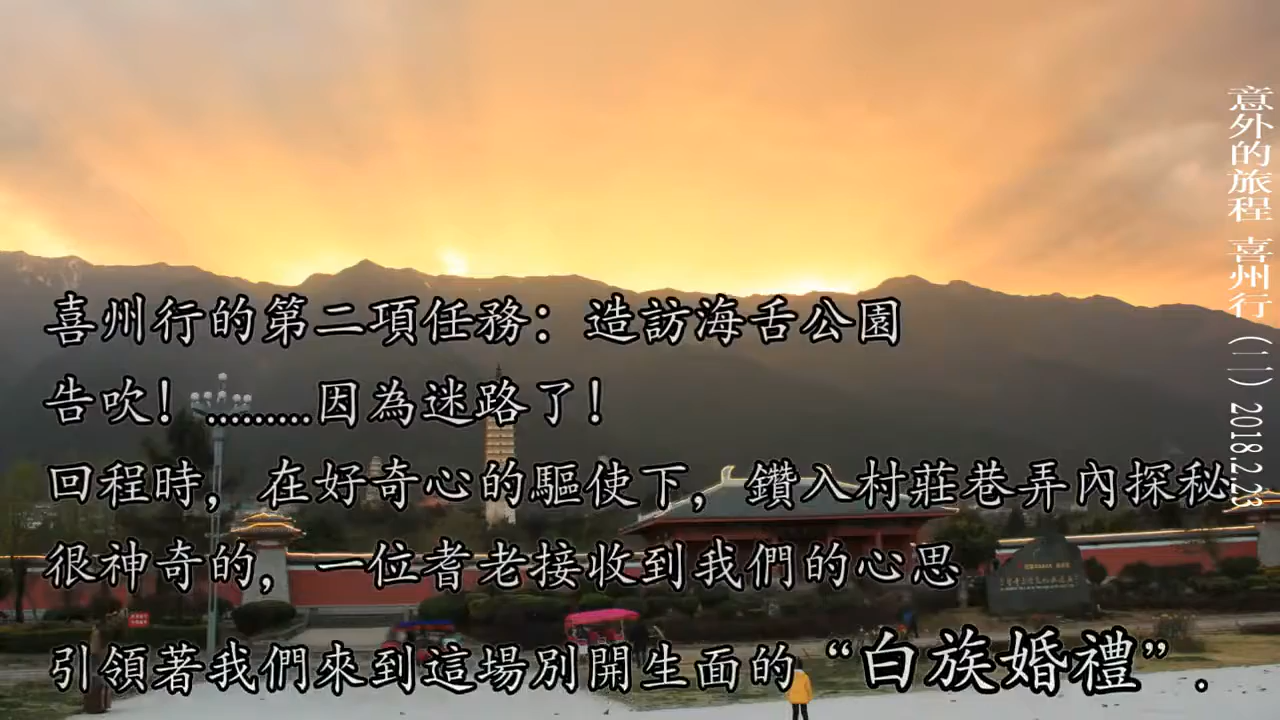 喜州行的第二項任務：造訪海舌公園
告吹！.........因為迷路了！
回程時，在好奇心的驅使下，鑽入村莊巷弄內探秘
很神奇的，一位耆老接收到我們的心思
引領著我們來到這場別開生面的“白族婚禮”.
意外的旅程 喜州行（二）2018.2.23